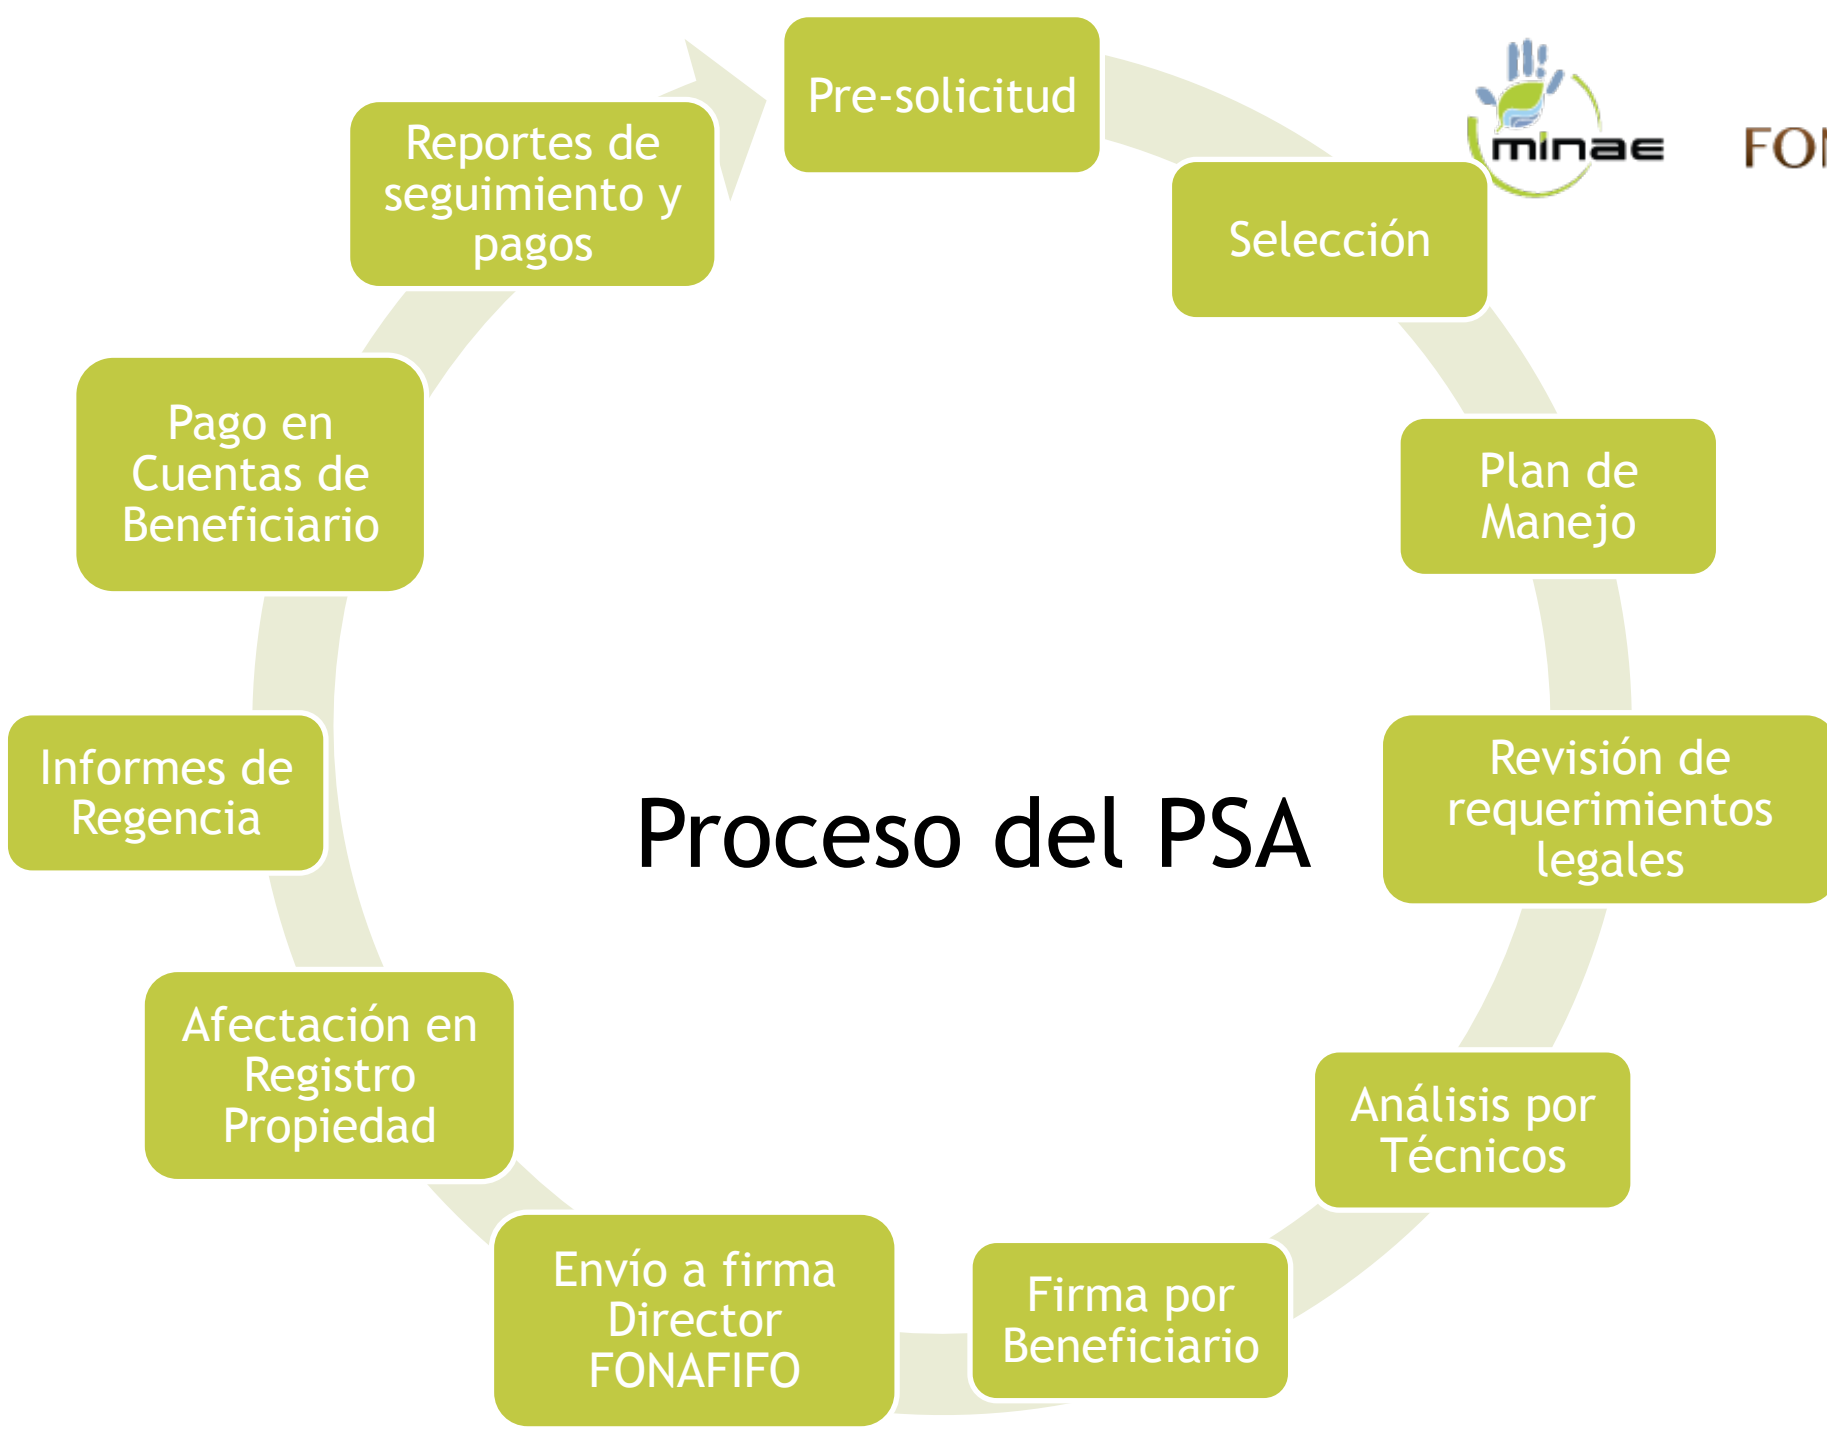 Pre-solicitud
minae
Selección
Plan de
Manejo
Revisión de
requerimientos
legales
Análisis por
Técnicos
Firma por
Beneficiario
Envío a firma
Director
FONAFIFO
Afectación en
Registro
Propiedad
Informes de
Regencia
Pago en
Cuentas de
Beneficiario
Reportes de
seguimiento y
pagos
Proceso del PSA